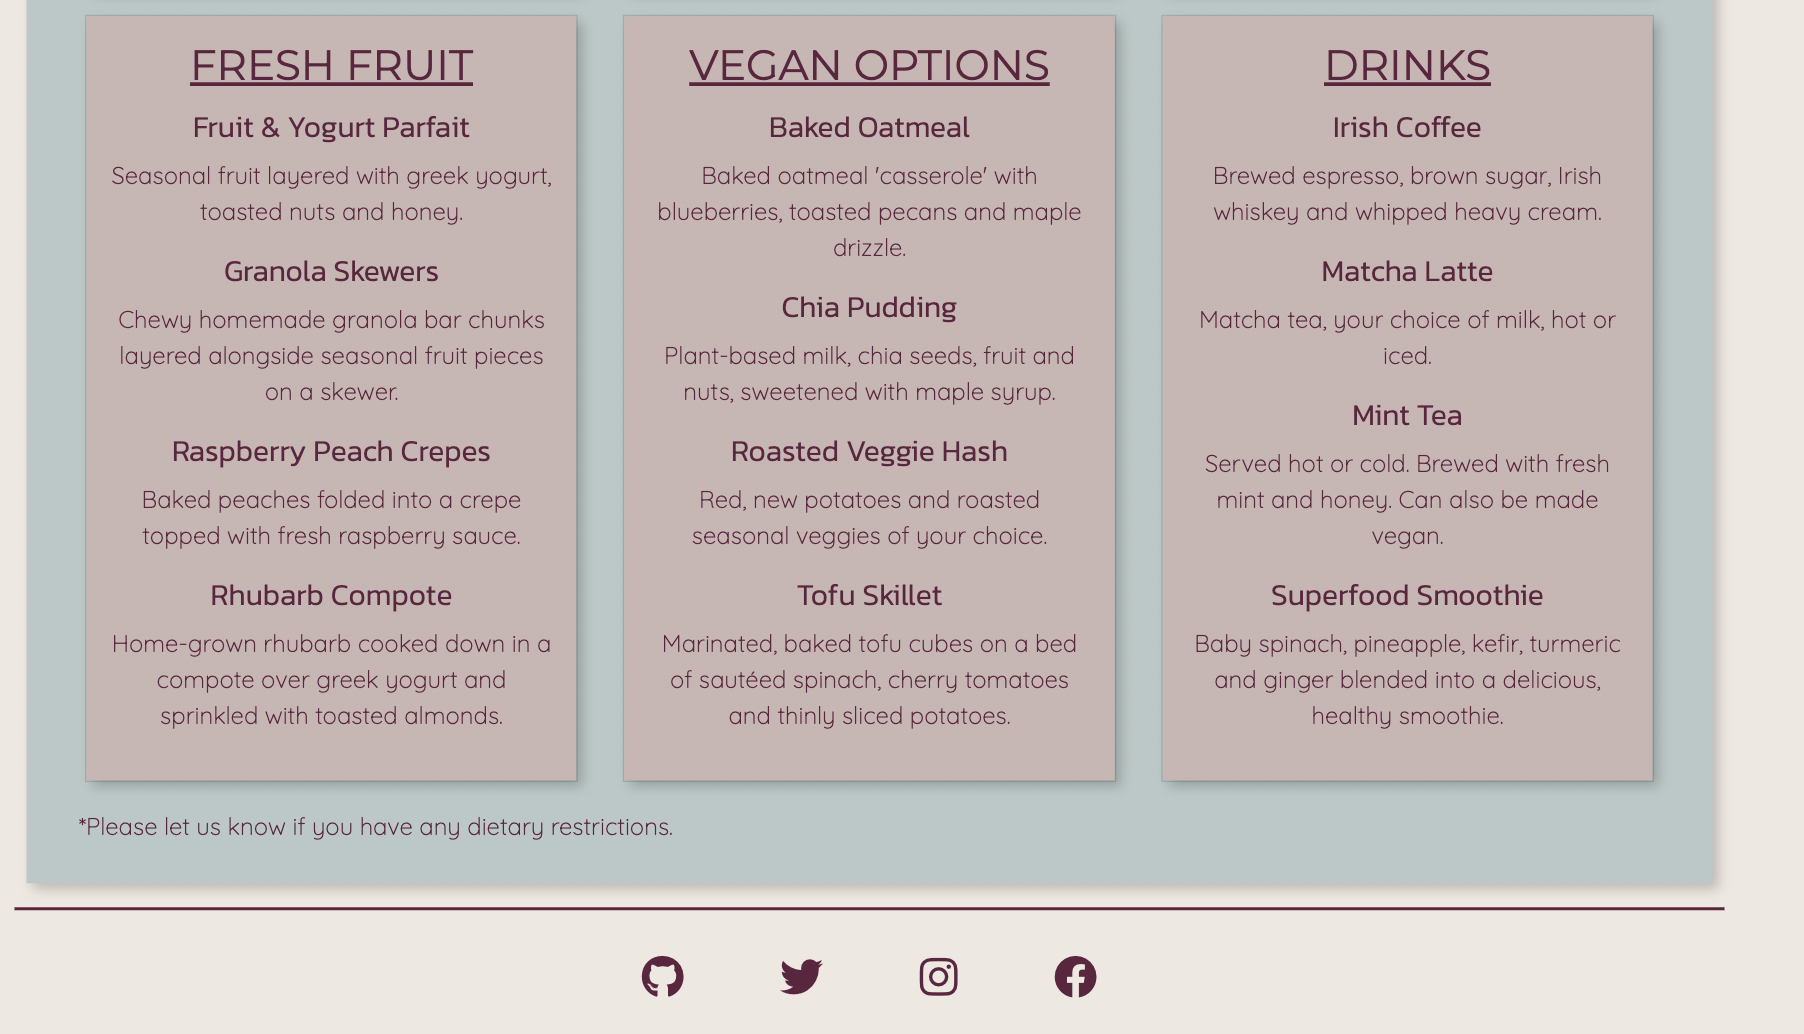 FRESH FRUIT
Fruit & Yogurt Parfait
Seasonal fruit layered with greek yogurt,
toasted nuts and honey.
Granola Skewers
Chewy homemade granola bar chunks
layered alongside seasonal fruit pieces
on a skewer.
Raspberry Peach Crepes
Baked peaches folded into a crepe
topped with fresh raspberry sauce.
Rhubarb Compote
Home-grown rhubarb cooked down in a
compote over greek yogurt and
sprinkled with toasted almonds.
VEGAN OPTIONS
Baked Oatmeal
Baked oatmeal 'casserole' with
blueberries, toasted pecans and maple
drizzle.
Chia Pudding
Plant-based milk, chia seeds, fruit and
nuts, sweetened with maple syrup.
Roasted Veggie Hash
Red, new potatoes and roasted
seasonal veggies of your choice.
Tofu Skillet
Marinated, baked tofu cubes on a bed
of sautéed spinach, cherry tomatoes
and thinly sliced potatoes.
DRINKS
Irish Coffee
Brewed espresso, brown sugar, Irish
whiskey and whipped heavy cream.
Matcha Latte
Matcha tea, your choice of milk, hot or
iced.
Mint Tea
Served hot or cold. Brewed with fresh
mint and honey. Can also be made
vegan.
Superfood Smoothie
Baby spinach, pineapple, kefir, turmeric
and ginger blended into a delicious,
healthy smoothie.
*Please let us know if you have any dietary restrictions.